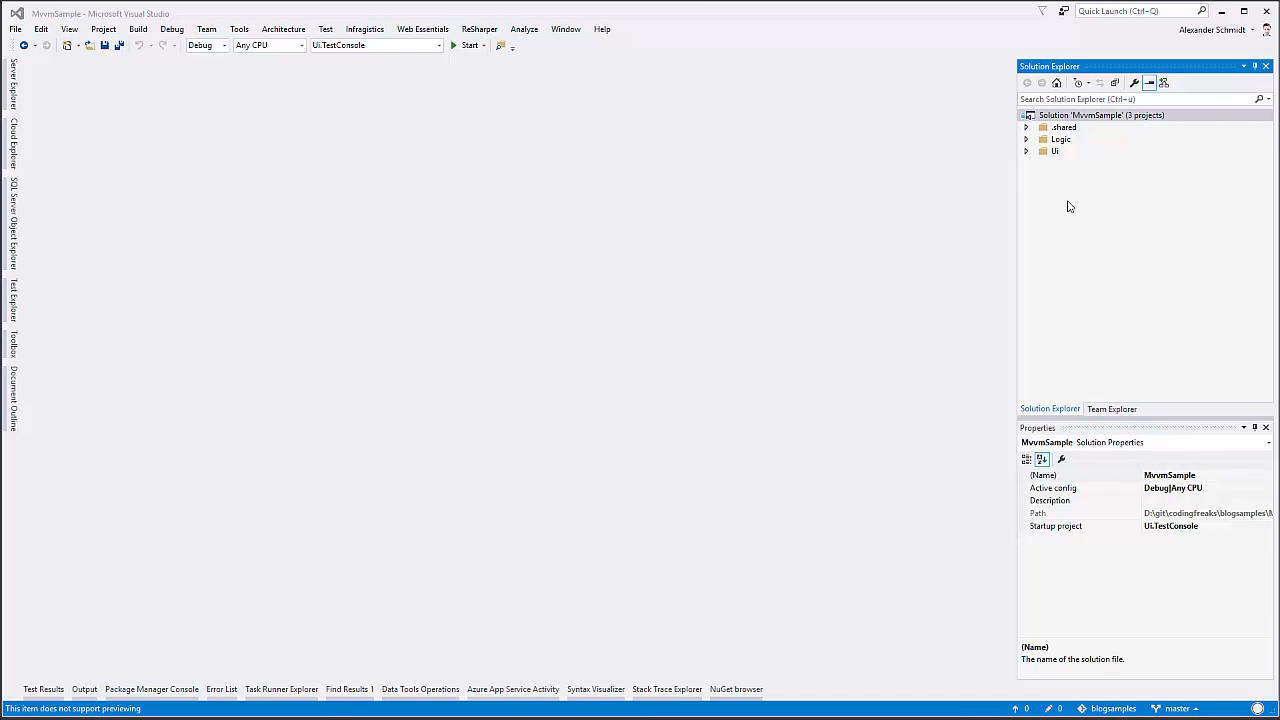 MvvmSample - Microsoft Visual Studio
Quick Launch (Ctrl+Q)
File Edit View Project Build Debug Team Tools Architecture Test Infragistics Web Essentials ReSharper Analyze Window Help
Alexander Schmidt
Debug Any CPU Ui.TestConsole Start
Server Explorer
Cloud Explorer
SQL Server Object Explorer
Test Explorer
Toolbox
Document Outline
Solution Explorer
Search Solution Explorer (Ctrl+ü)
Solution 'MvvmSample' (3 projects)
.shared
Logic
Ui
Solution Explorer Team Explorer
Properties
MvvmSample Solution Properties
(Name) MvvmSample
Active config Debug|Any CPU
Description
Path D:\git\codingfreaks\blogsamples\M
Startup project Ui.TestConsole
(Name)
The name of the solution file.
Test Results Output Package Manager Console Error List Task Runner Explorer Find Results 1 Data Tools Operations Azure App Service Activity Syntax Visualizer Stack Trace Explorer NuGet browser
This item does not support previewing
0 0 blogsamples master